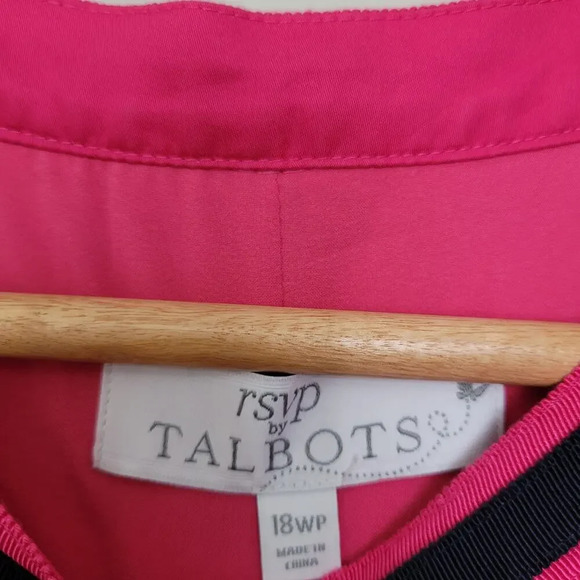 rsvp
by
TALBOTS
18WP
MADE IN
CHINA